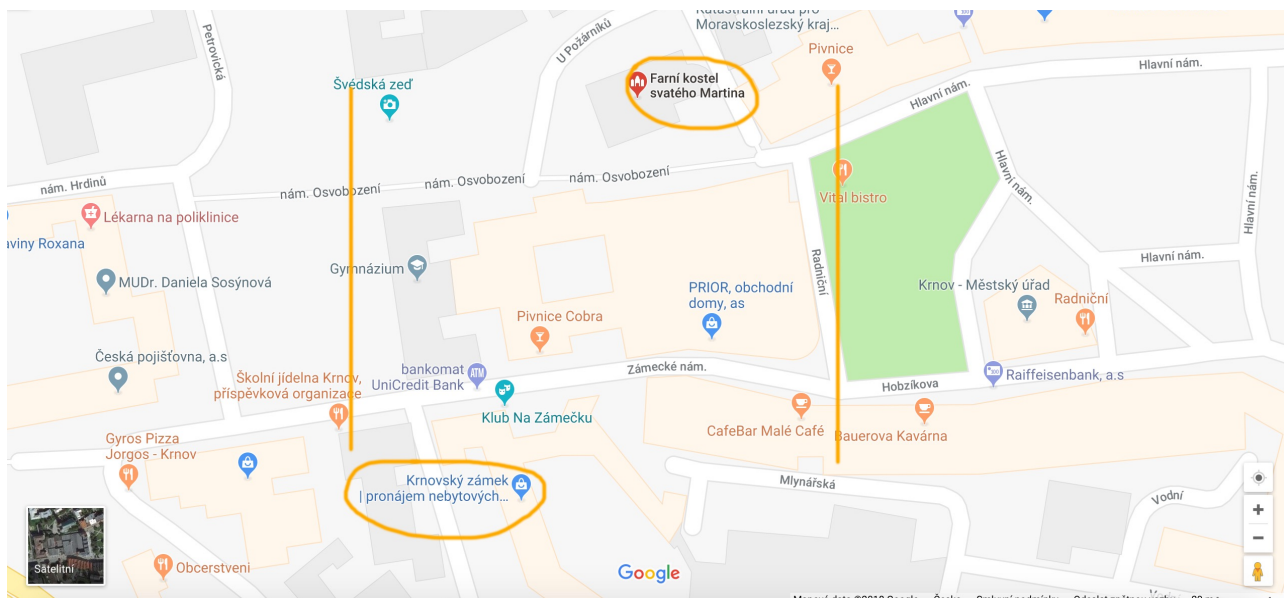 Katastrální úřad pro
Moravskoslezský kraj...
Petrovická
U Požárníků
Pivnice
Švédská zeď
Farní kostel
svatého Martina
Hlavní nám.
Hlavní nám.
Hlavní nám.
Hlavní nám.
Hlavní nám.
nám. Hrdinů
nám. Osvobození
nám. Osvobození
nám. Osvobození
Vital bistro
Lékarna na poliklinice
aviny Roxana
MUDr. Daniela Sosýnová
Gymnázium
Radniční
PRIOR, obchodní
domy, as
Krnov - Městský úřad
Radniční
Pivnice Cobra
Česká pojišťovna, a.s
bankomat
UniCredit Bank
ATM
Zámecké nám.
Školní jídelna Krnov,
příspěvková organizace
Hobzíkova
Raiffeisenbank, a.s
Klub Na Zámečku
CafeBar Malé Café
Bauerova Kavárna
Gyros Pizza
Jorgos - Krnov
Krnovský zámek
| pronájem nebytových...
Mlynářská
Vodní
Satelitní
Občerstveni
Google